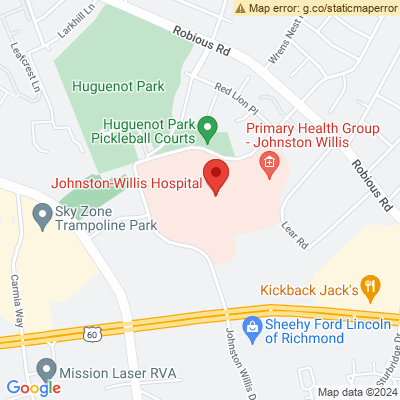 Map error: g.co/staticmaperror
Larkhill Ln
Robious Rd
Wrens Nest
Leafcrest Ln
Huguenot Park
Red Lion Pl
Huguenot Park
Pickleball Courts
Primary Health Group
- Johnston Willis
Johnston-Willis Hospital
Robious Rd
Sky Zone
Trampoline Park
Lear Rd
Carmia Way
Kickback Jack's
60
Sheehy Ford Lincoln
of Richmond
Johnston Willis D
Sturbridge
Mission Laser RVA
Google
Map data ©2024